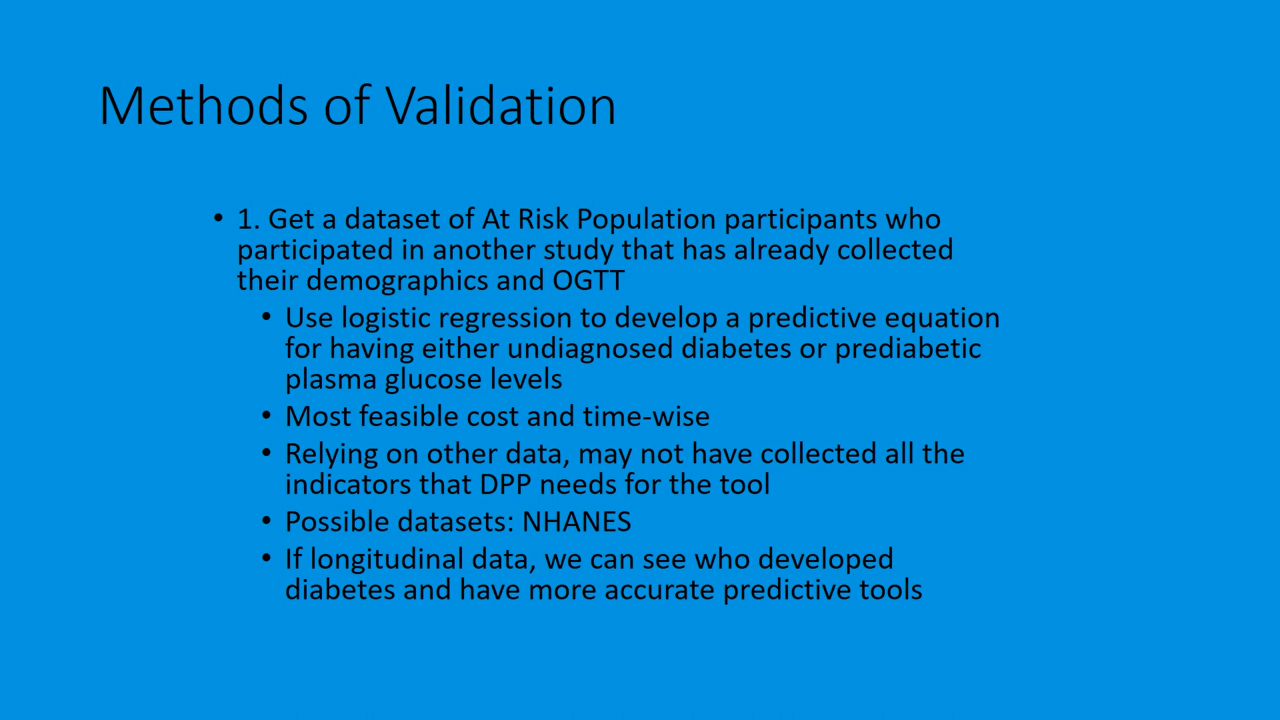 Methods of Validation
• 1. Get a dataset of At Risk Population participants who
participated in another study that has already collected
their demographics and OGTT
• Use logistic regression to develop a predictive equation
for having either undiagnosed diabetes or prediabetic
plasma glucose levels
• Most feasible cost and time-wise
• Relying on other data, may not have collected all the
indicators that DPP needs for the tool
• Possible datasets: NHANES
• If longitudinal data, we can see who developed
diabetes and have more accurate predictive tools